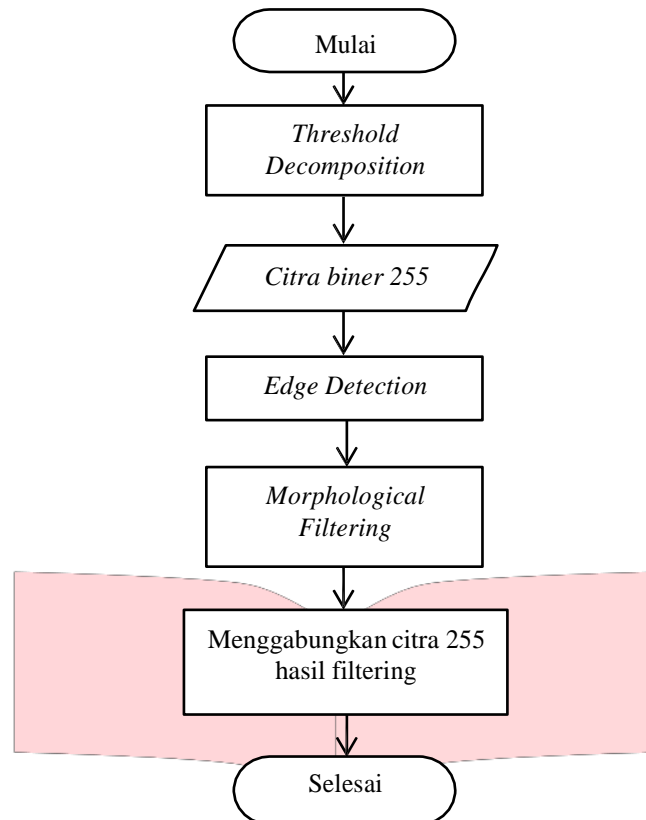 Mulai
Threshold
Decomposition
Citra biner 255
Edge Detection
Morphological
Filtering
Menggabungkan citra 255
hasil filtering
Selesai